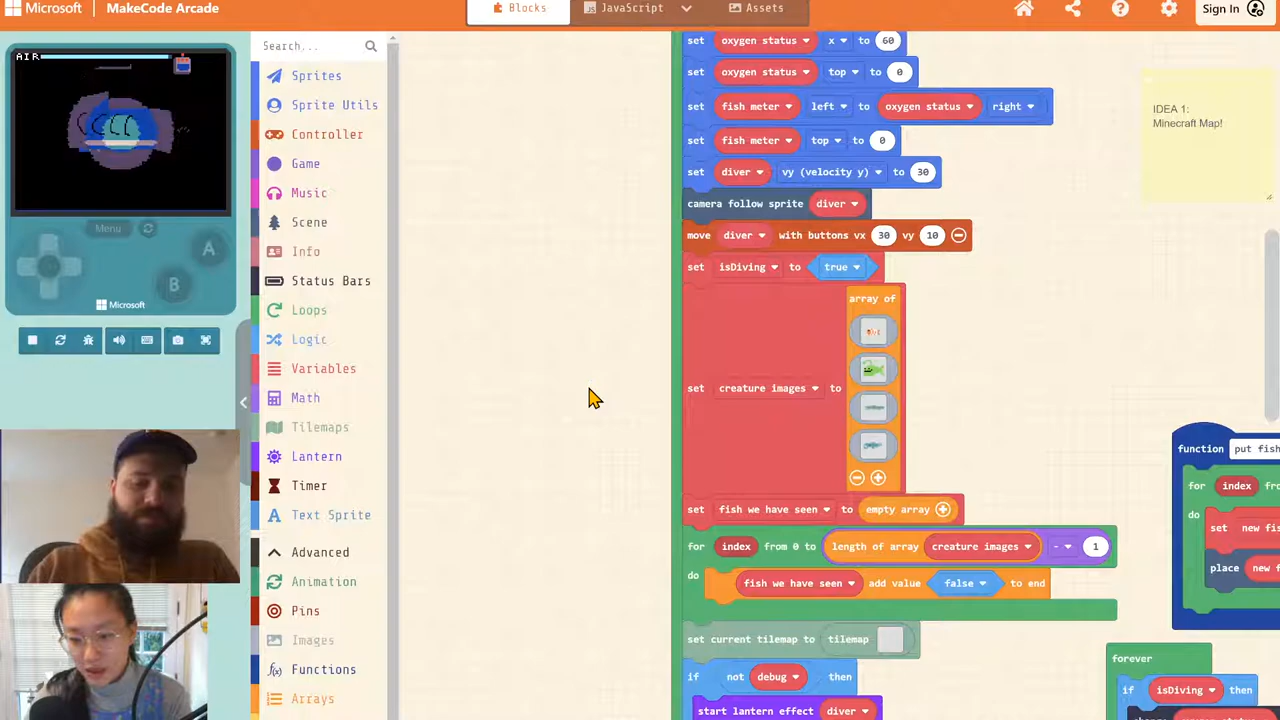 Microsoft
MakeCode Arcade
Blocks
JavaScript
Assets
Sign In
AIR
Menu
A
B
Microsoft
Search...
Sprites
Sprite Utils
Controller
Game
Music
Scene
Info
Status Bars
Loops
Logic
Variables
Math
Tilemaps
Lantern
Timer
Text Sprite
Advanced
Animation
Pins
Images
Functions
Arrays
set oxygen status x to 60
set oxygen status top to 0
set fish meter left to oxygen status right
set fish meter top to 0
set diver vy (velocity y) to 30
camera follow sprite diver
move diver with buttons vx 30 vy 10
set isDiving to true
array of
set creature images to
set fish we have seen to empty array
for index from 0 to length of array creature images - 1
do fish we have seen add value false to end
set current tilemap to tilemap
if not debug then
start lantern effect diver
IDEA 1:
Minecraft Map!
function put fish
for index fro
do
set new fis
place new f
forever
if isDiving then